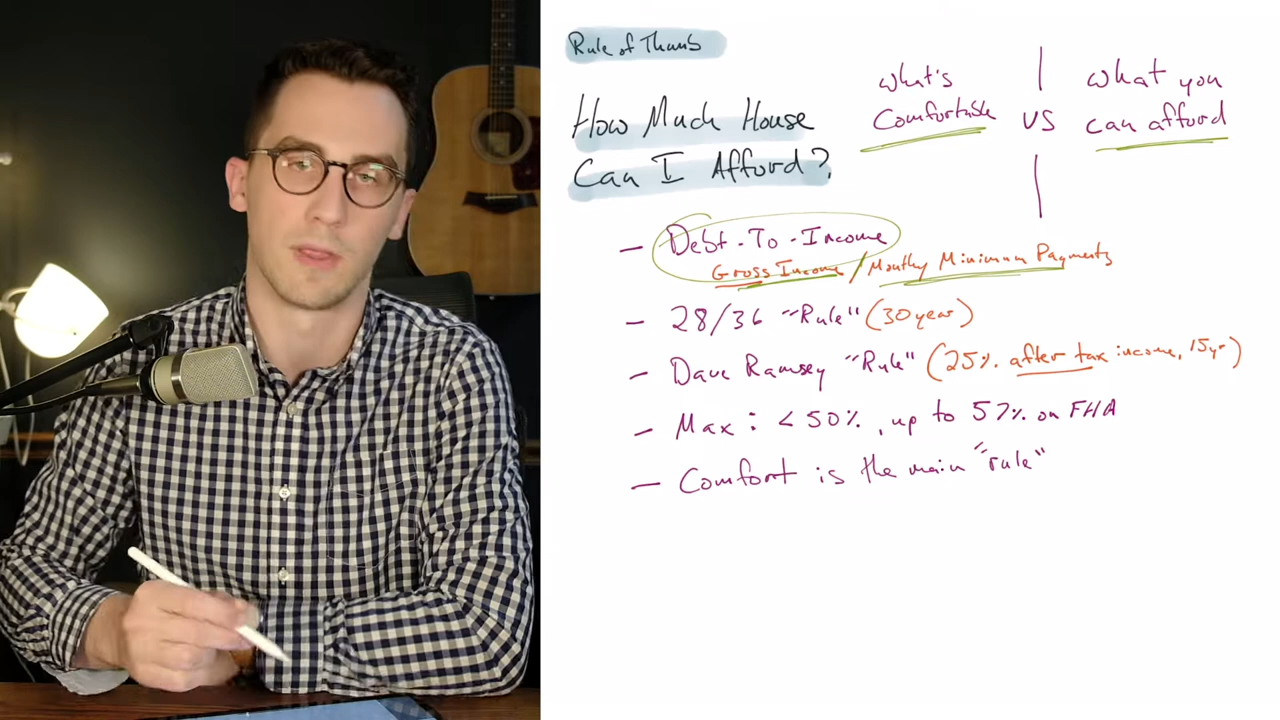 Rule of Thumb
How Much House
Can I Afford?
What's
Comfortable
VS
What you
can afford
- Debt-To-Income
Gross Income / Monthly Minimum Payments
- 28/36 "Rule" (30 year)
- Dave Ramsey "Rule" (25% after tax income, 15yr)
- Max: < 50%, up to 57% on FHA
- Comfort is the main "rule"